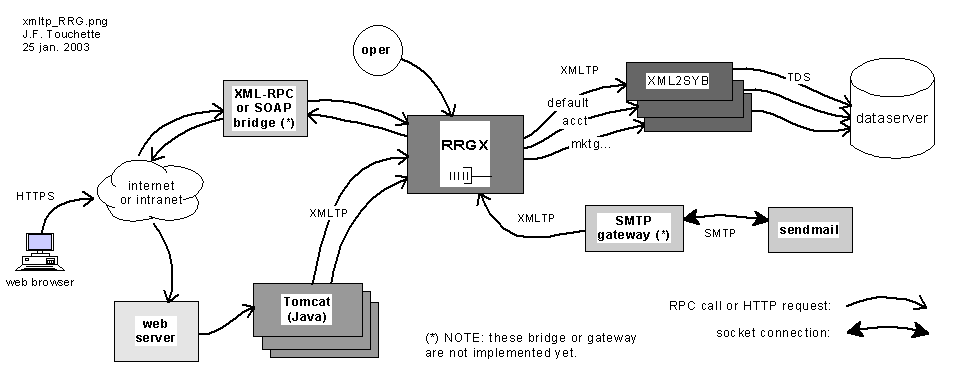 xmltp_RRG.png
J.F. Touchette
25 jan. 2003
oper
XML-RPC
or SOAP
bridge (*)
XMLTP
XML2SYB
TDS
default
acct
mktg...
dataserver
RRGX
internet
or intranet
HTTPS
XMLTP
XMLTP
SMTP
gateway (*)
SMTP
sendmail
web browser
web
server
Tomcat
(Java)
RPC call or HTTP request:
socket connection:
(*) NOTE: these bridge or gateway
are not implemented yet.